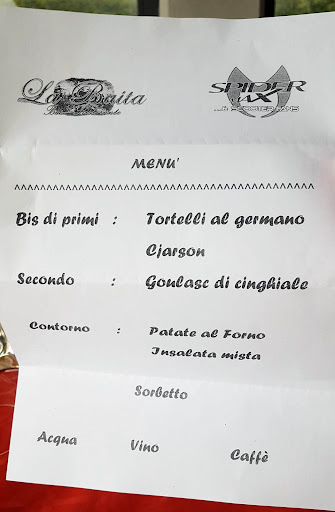 La Baita
SPIDER
MAX
MENU'
^^^^^^^^^^^^^^^^^^^^^^^^^^^^^^^^^^^^^^^^^^^^^^^^
Bis di primi : Tortelli al germano
Cjarson
Secondo : Goulasc di cinghiale
Contorno : Patate al Forno
Insalata mista
Sorbetto
Acqua Vino Caffè